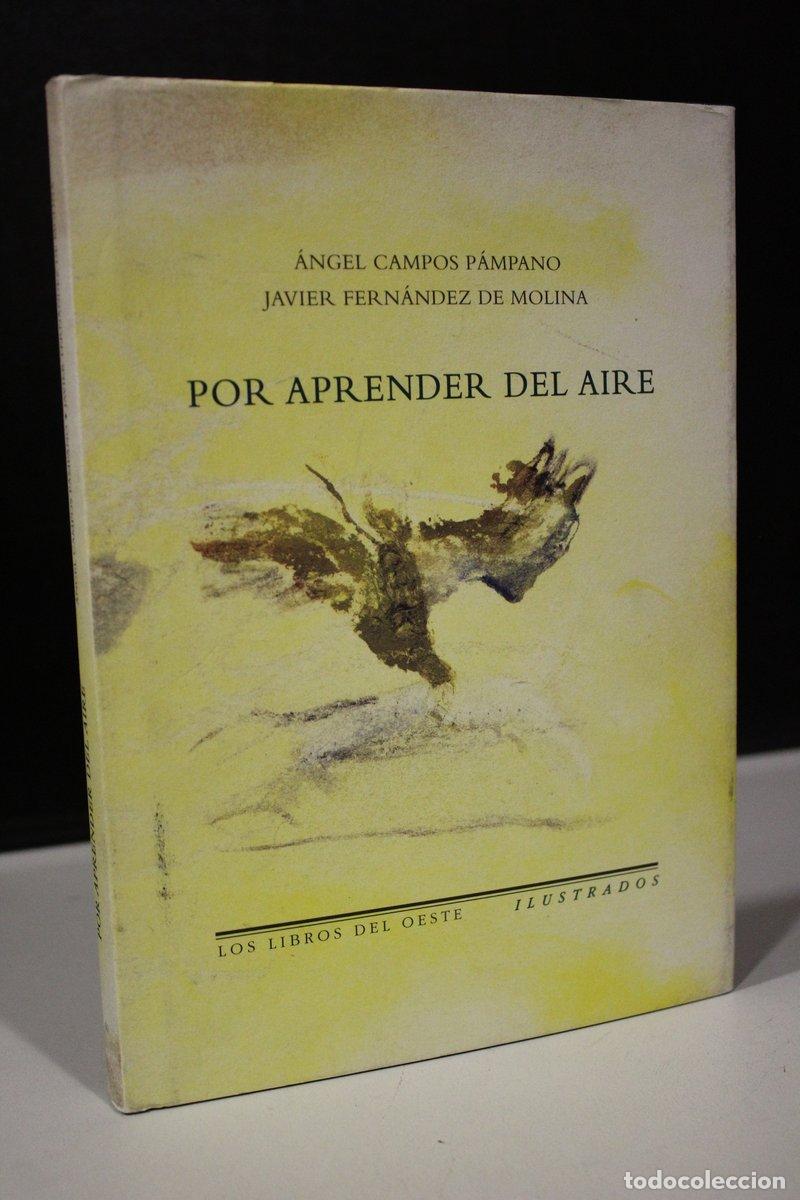 ÁNGEL CAMPOS PÁMPANO
JAVIER FERNÁNDEZ DE MOLINA
POR APRENDER DEL AIRE
LOS LIBROS DEL OESTE ILUSTRADOS
POR APRENDER DEL AIRE
todocoleccion